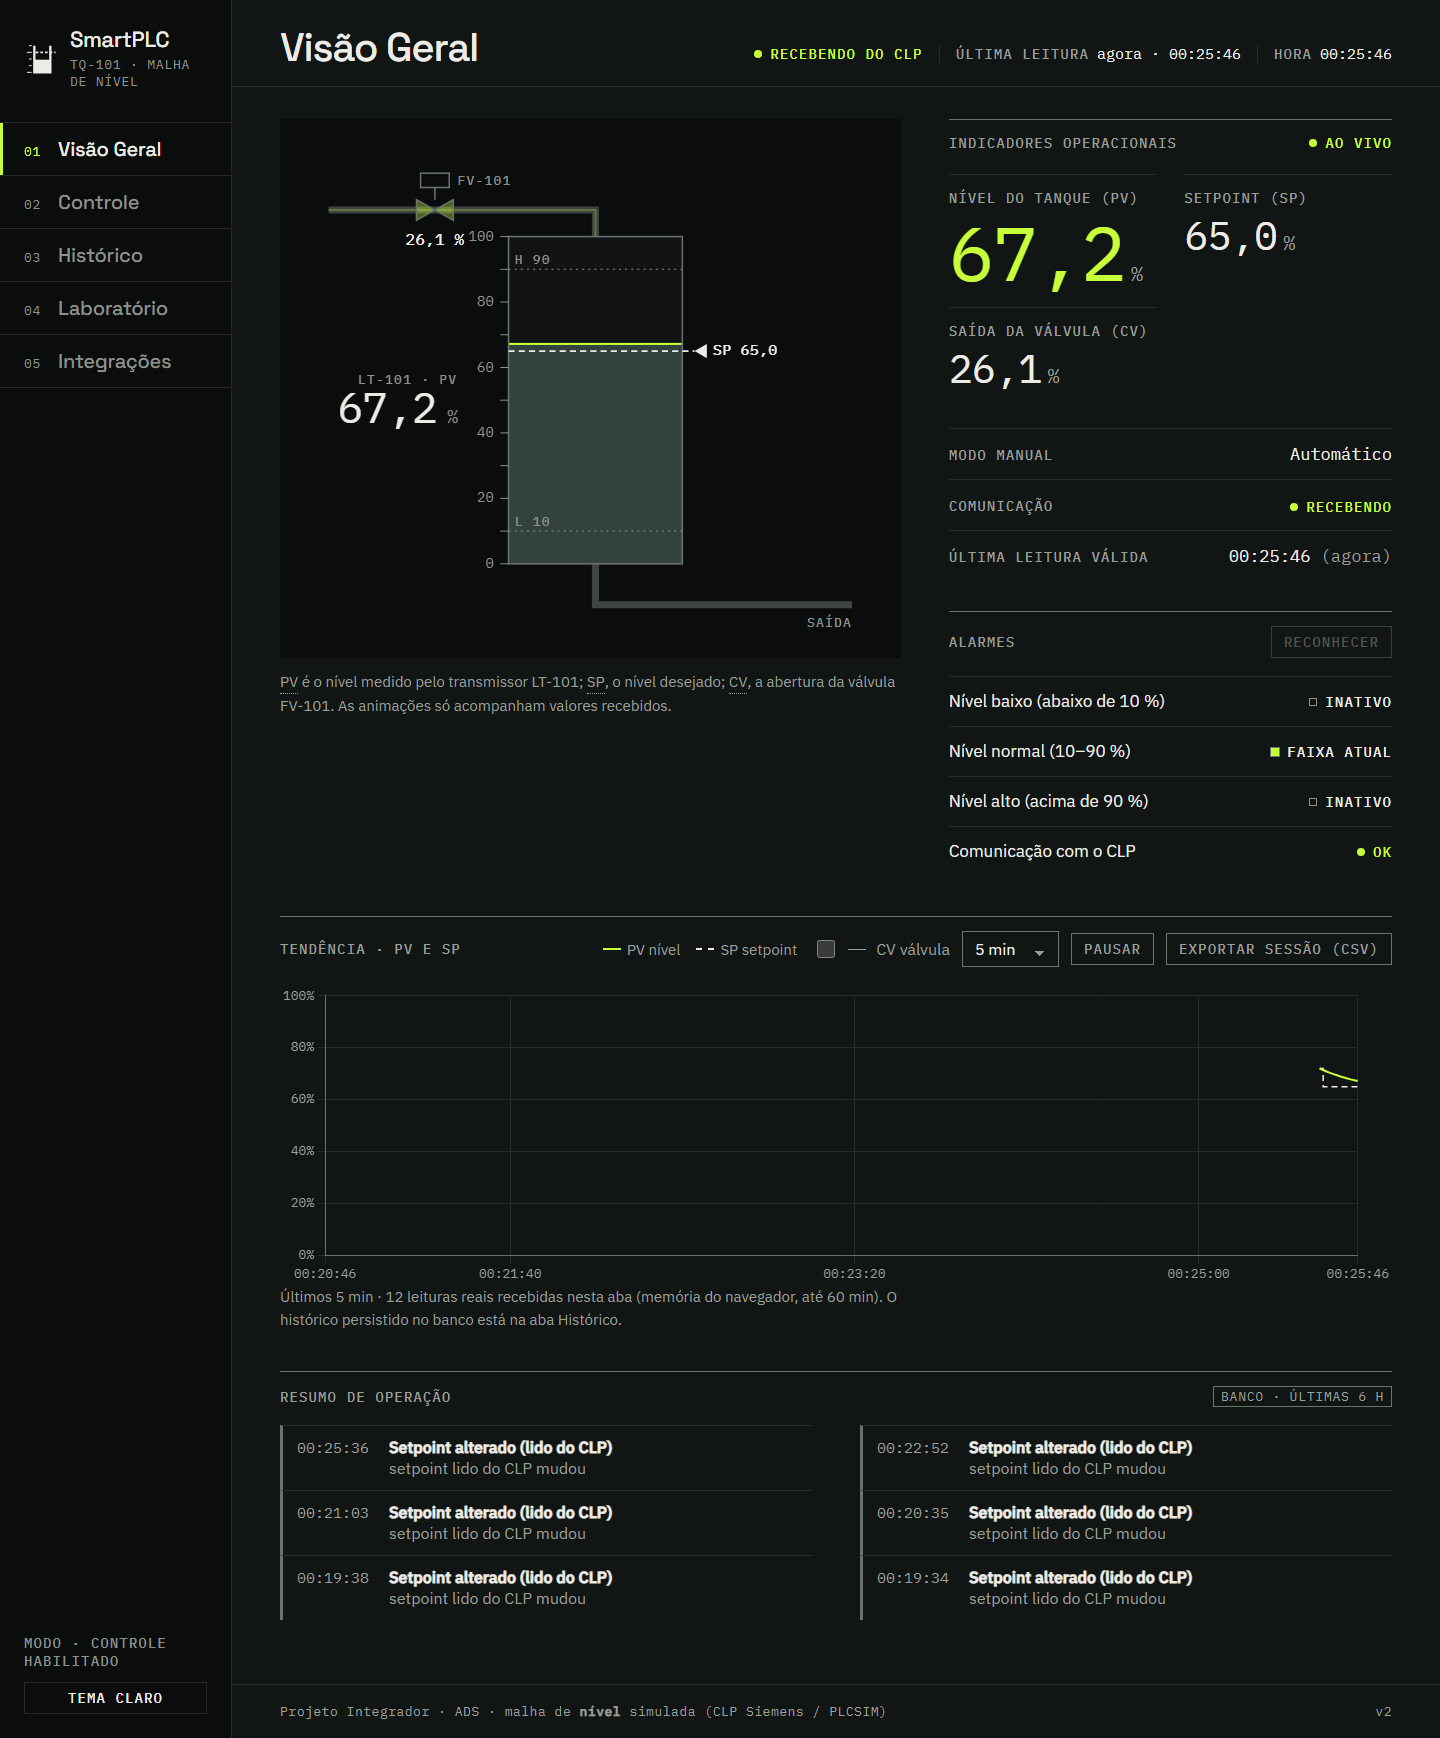 SmartPLC
TQ-101 · MALHA
DE NÍVEL
01 Visão Geral
02 Controle
03 Histórico
04 Laboratório
05 Integrações
MODO · CONTROLE
HABILITADO
TEMA CLARO
Visão Geral
RECEBENDO DO CLP
ÚLTIMA LEITURA agora · 00:25:46
HORA 00:25:46
FV-101
26,1 %
100
H 90
80
SP 65,0
60
LT-101 · PV
67,2 %
40
20
L 10
0
SAÍDA
PV é o nível medido pelo transmissor LT-101; SP, o nível desejado; CV, a abertura da válvula
FV-101. As animações só acompanham valores recebidos.
INDICADORES OPERACIONAIS
AO VIVO
NÍVEL DO TANQUE (PV)
67,2 %
SETPOINT (SP)
65,0 %
SAÍDA DA VÁLVULA (CV)
26,1 %
MODO MANUAL Automático
COMUNICAÇÃO RECEBENDO
ÚLTIMA LEITURA VÁLIDA 00:25:46 (agora)
ALARMES RECONHECER
Nível baixo (abaixo de 10 %) INATIVO
Nível normal (10–90 %) FAIXA ATUAL
Nível alto (acima de 90 %) INATIVO
Comunicação com o CLP OK
TENDÊNCIA · PV E SP
PV nível
SP setpoint
CV válvula
5 min
PAUSAR
EXPORTAR SESSÃO (CSV)
100%
80%
60%
40%
20%
0%
00:20:46 00:21:40 00:23:20 00:25:00 00:25:46
Últimos 5 min · 12 leituras reais recebidas nesta aba (memória do navegador, até 60 min). O
histórico persistido no banco está na aba Histórico.
RESUMO DE OPERAÇÃO
BANCO · ÚLTIMAS 6 H
00:25:36 Setpoint alterado (lido do CLP)
setpoint lido do CLP mudou
00:22:52 Setpoint alterado (lido do CLP)
setpoint lido do CLP mudou
00:21:03 Setpoint alterado (lido do CLP)
setpoint lido do CLP mudou
00:20:35 Setpoint alterado (lido do CLP)
setpoint lido do CLP mudou
00:19:38 Setpoint alterado (lido do CLP)
setpoint lido do CLP mudou
00:19:34 Setpoint alterado (lido do CLP)
setpoint lido do CLP mudou
Projeto Integrador · ADS · malha de nível simulada (CLP Siemens / PLCSIM)
v2